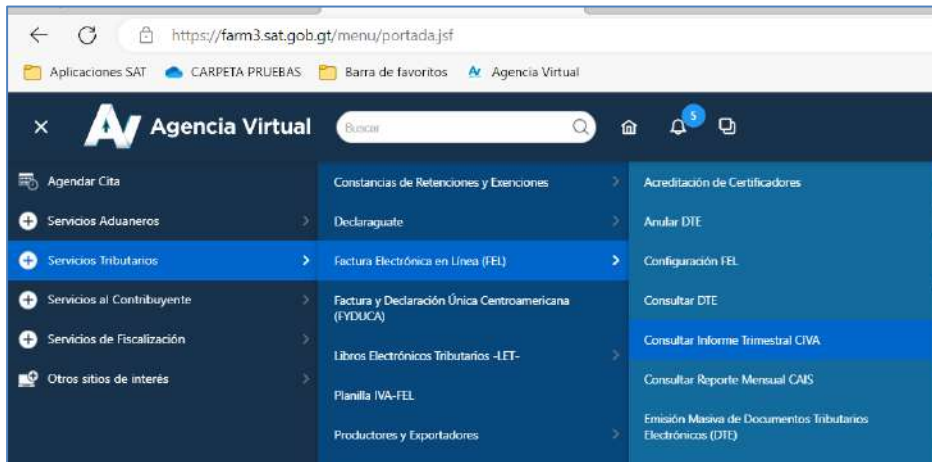 https://farm3.sat.gob.gt/menu/portada.jsf
Aplicaciones SAT CARPETA PRUEBAS Barra de favoritos Agencia Virtual
Agencia Virtual Buscar 5
Agendar Cita
Servicios Aduaneros
Servicios Tributarios
Servicios al Contribuyente
Servicios de Fiscalización
Otros sitios de interés
Constancias de Retenciones y Exenciones
Declaraguate
Factura Electrónica en Línea (FEL)
Factura y Declaración Única Centroamericana
(FYDUCA)
Libros Electrónicos Tributarios -LET-
Planilla IVA-FEL
Productores y Exportadores
Acreditación de Certificadores
Anular DTE
Configuración FEL
Consultar DTE
Consultar Informe Trimestral CIVA
Consultar Reporte Mensual CAIS
Emisión Masiva de Documentos Tributarios
Electrónicos (DTE)